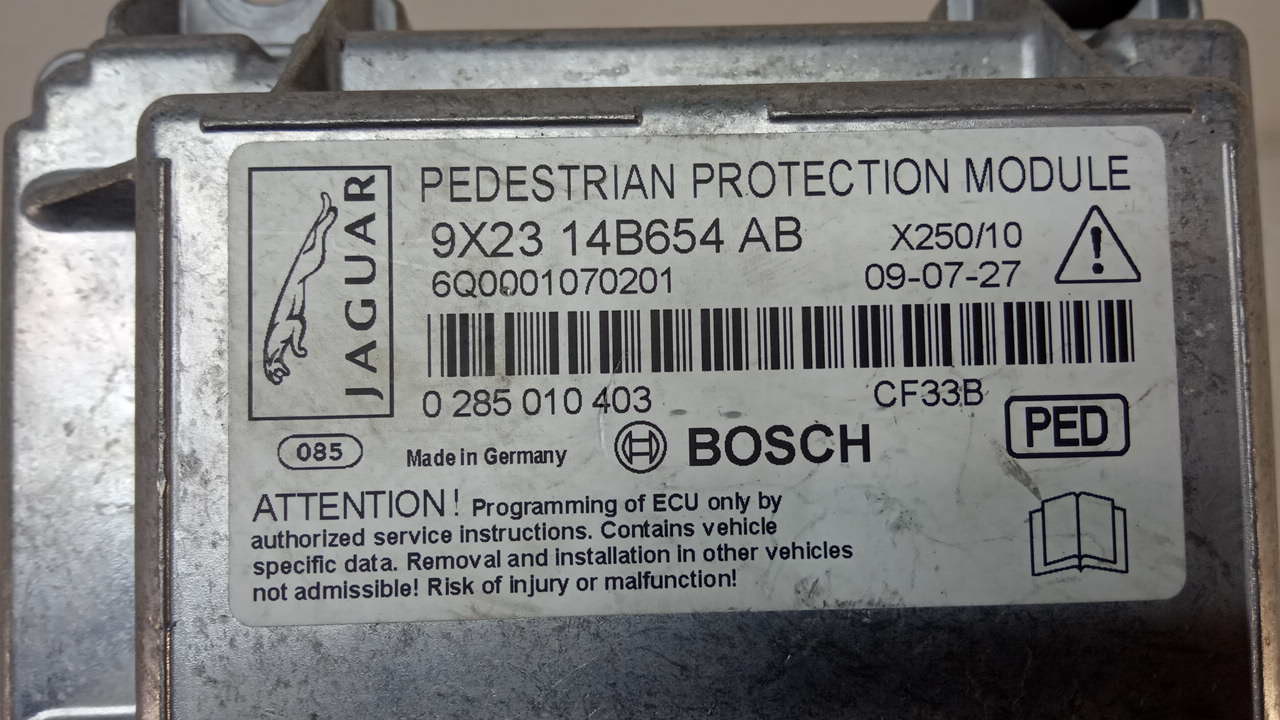 JAGUAR
PEDESTRIAN PROTECTION MODULE
9X23 14B654 AB
X250/10
6Q0001070201
09-07-27
0 285 010 403
CF33B
PED
085
Made in Germany
BOSCH
ATTENTION! Programming of ECU only by
authorized service instructions. Contains vehicle
specific data. Removal and installation in other vehicles
not admissible! Risk of injury or malfunction!